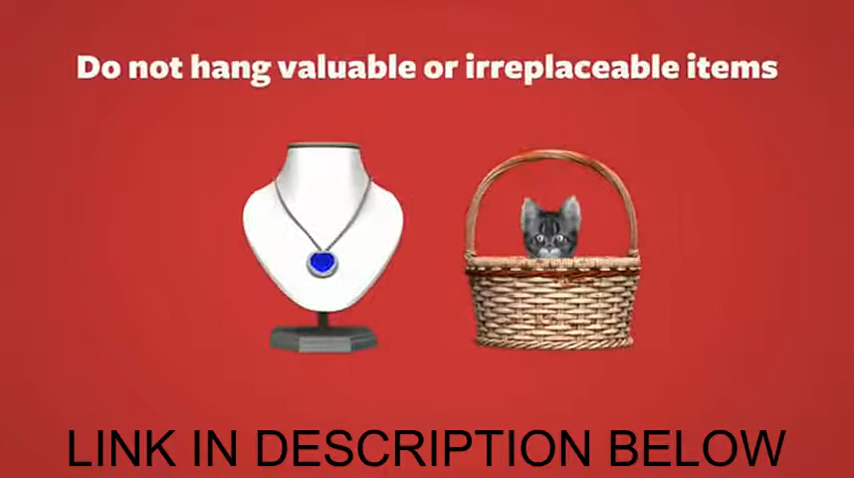 Do not hang valuable or irreplaceable items
LINK IN DESCRIPTION BELOW